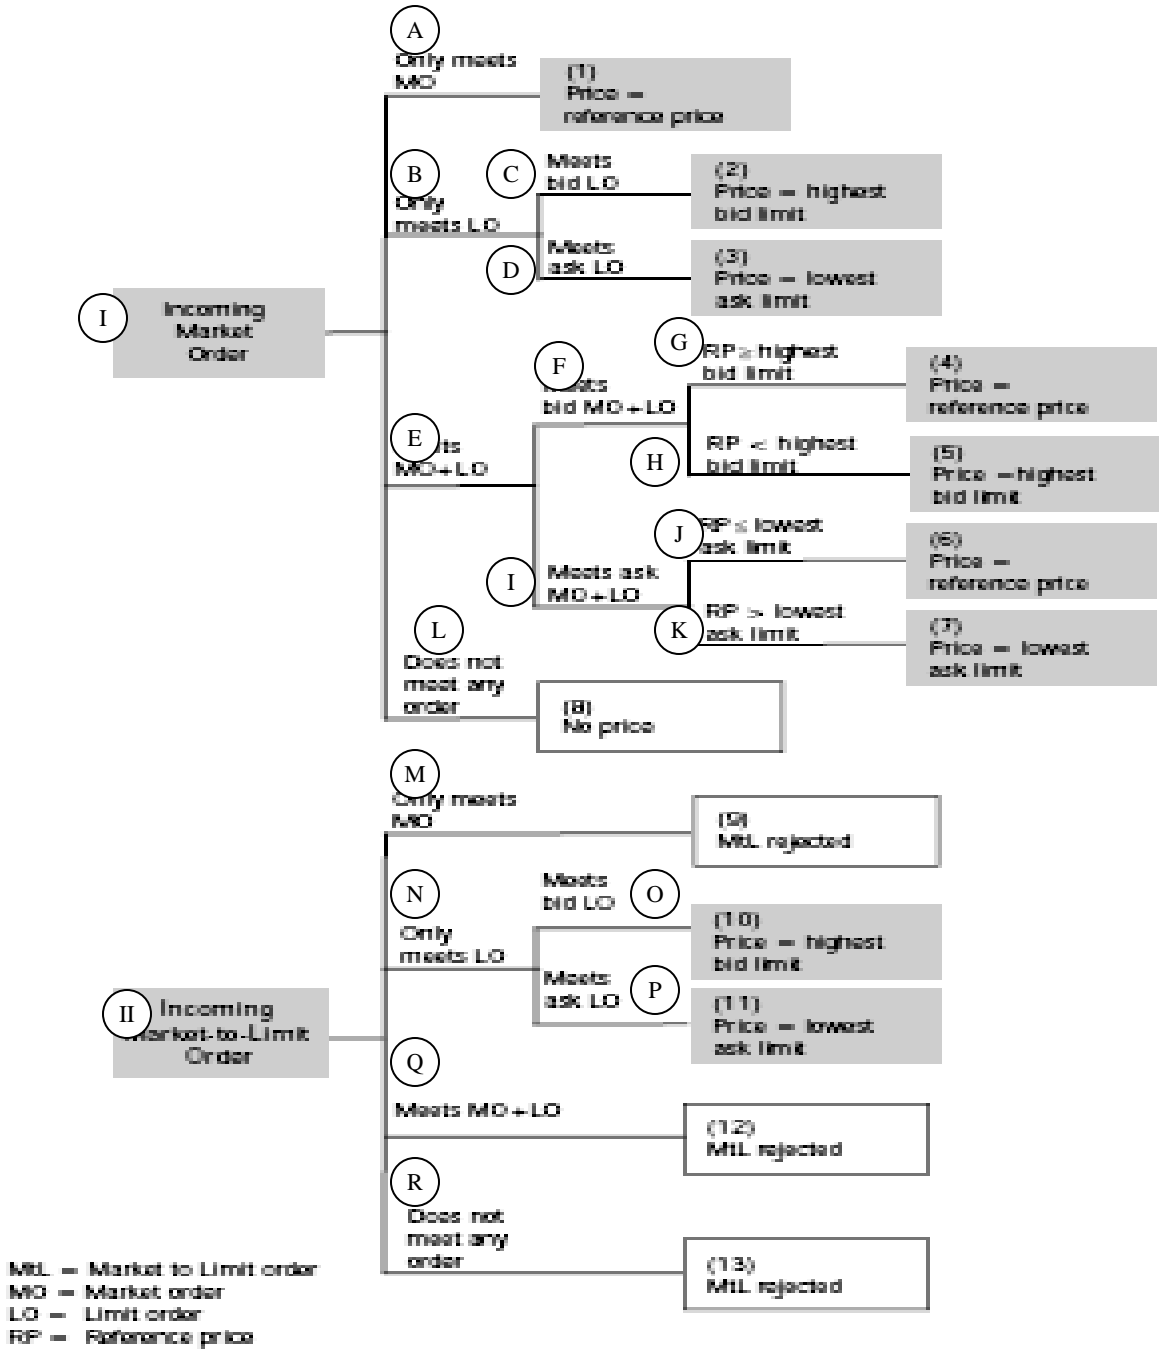 A
Only meets
MO
(1)
Price =
reference price
B
Only
meets LO
C
Meets
bid LO
(2)
Price = highest
bid limit
D
Meets
ask LO
(3)
Price = lowest
ask limit
I
Incoming
Market
Order
E
MO+LO
F
bid MO+LO
G
RP ≥ highest
bid limit
(4)
Price =
reference price
H
RP < highest
bid limit
(5)
Price = highest
bid limit
I
Meets ask
MO+LO
J
RP ≤ lowest
ask limit
(6)
Price =
reference price
K
RP > lowest
ask limit
(7)
Price = lowest
ask limit
L
Does not
meet any
order
(8)
No price
M
Only meets
MO
(9)
MtL rejected
N
Only
meets LO
Meets
bid LO
O
(10)
Price = highest
bid limit
Meets
ask LO
P
(11)
Price = lowest
ask limit
II
Incoming
Market-to-Limit
Order
Q
Meets MO+LO
(12)
MtL rejected
R
Does not
meet any
order
(13)
MtL rejected
MtL = Market to Limit order
MO = Market order
LO = Limit order
RP = Reference price